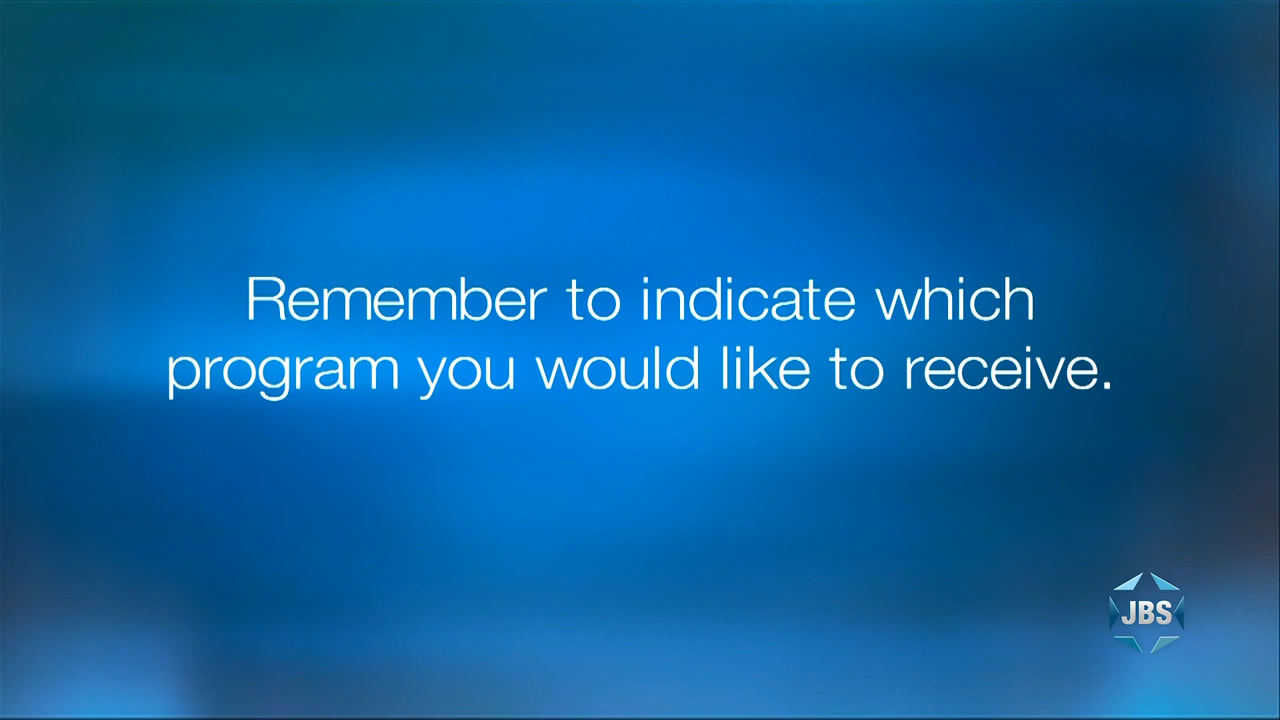 Remember to indicate which
program you would like to receive.
JBS